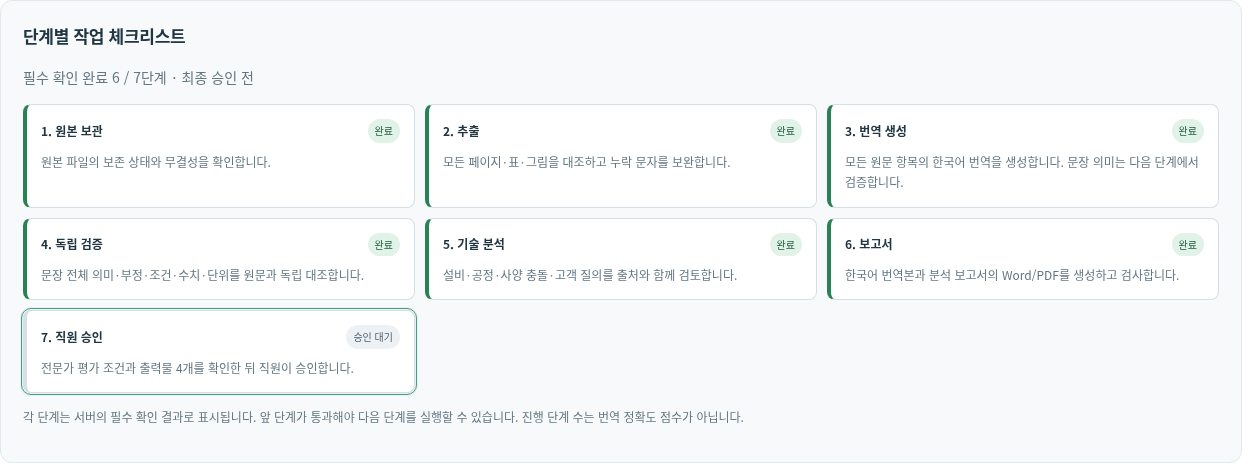 단계별 작업 체크리스트
필수 확인 완료 6 / 7단계 · 최종 승인 전
1. 원본 보관
완료
원본 파일의 보존 상태와 무결성을 확인합니다.
2. 추출
완료
모든 페이지·표·그림을 대조하고 누락 문자를 보완합니다.
3. 번역 생성
완료
모든 원문 항목의 한국어 번역을 생성합니다. 문장 의미는 다음 단계에서
검증합니다.
4. 독립 검증
완료
문장 전체 의미·부정·조건·수치·단위를 원문과 독립 대조합니다.
5. 기술 분석
완료
설비·공정·사양 충돌·고객 질의를 출처와 함께 검토합니다.
6. 보고서
완료
한국어 번역본과 분석 보고서의 Word/PDF를 생성하고 검사합니다.
7. 직원 승인
승인 대기
전문가 평가 조건과 출력물 4개를 확인한 뒤 직원이 승인합니다.
각 단계는 서버의 필수 확인 결과로 표시됩니다. 앞 단계가 통과해야 다음 단계를 실행할 수 있습니다. 진행 단계 수는 번역 정확도 점수가 아닙니다.